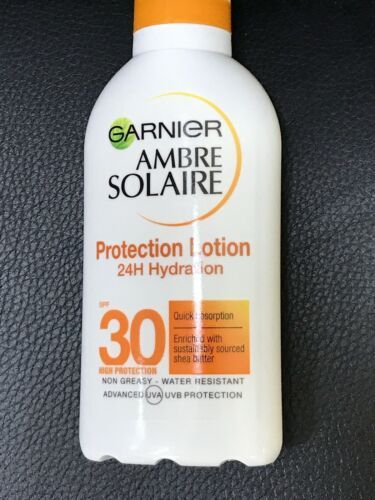 GARNIER
AMBRE
SOLAIRE
Protection Lotion
24H Hydration
SPF
30
HIGH PROTECTION
Quick absorption
Enriched with
sustainably sourced
shea butter
NON GREASY - WATER RESISTANT
ADVANCED UVA UVB PROTECTION